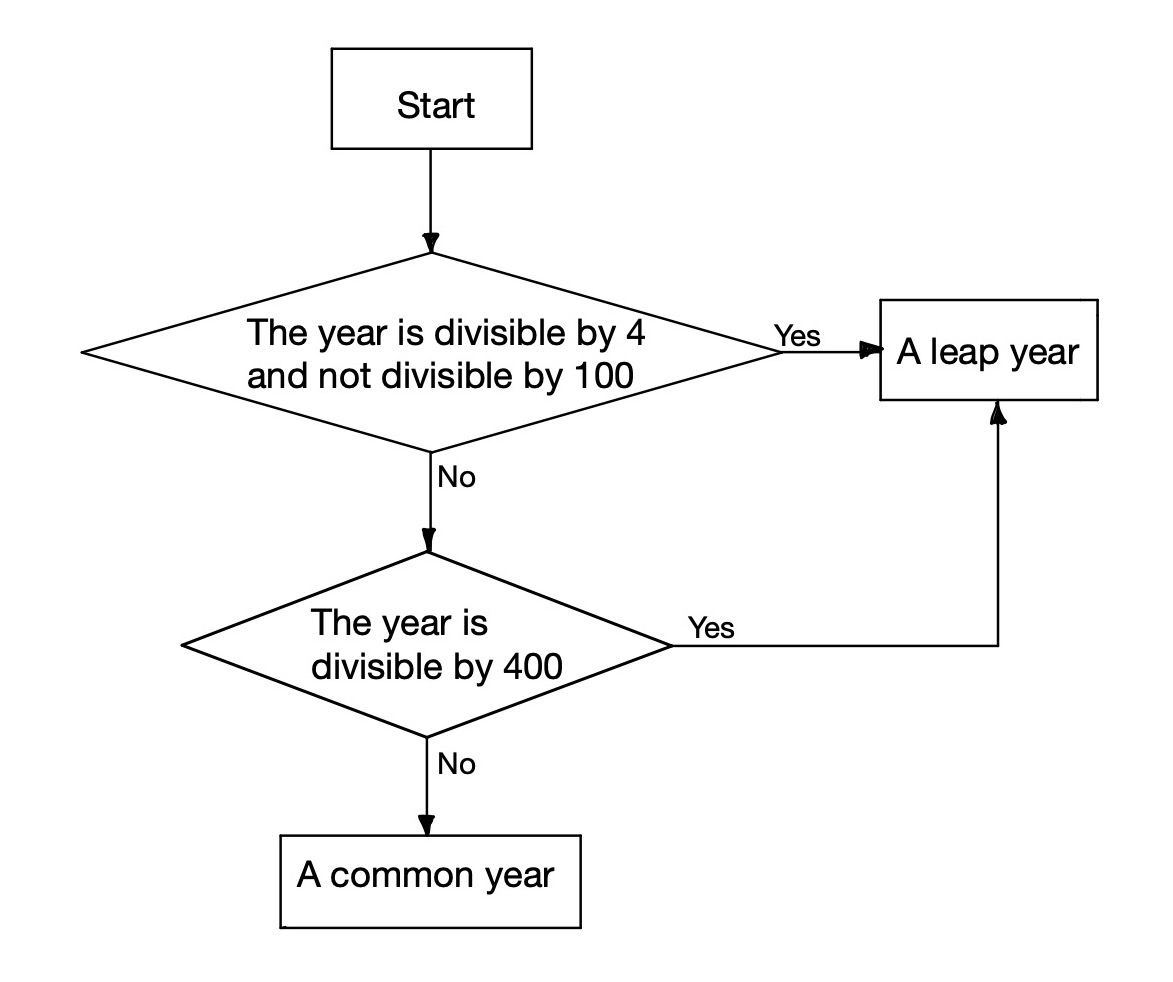 Start
The year is divisible by 4
and not divisible by 100
Yes
A leap year
No
The year is
divisible by 400
Yes
No
A common year